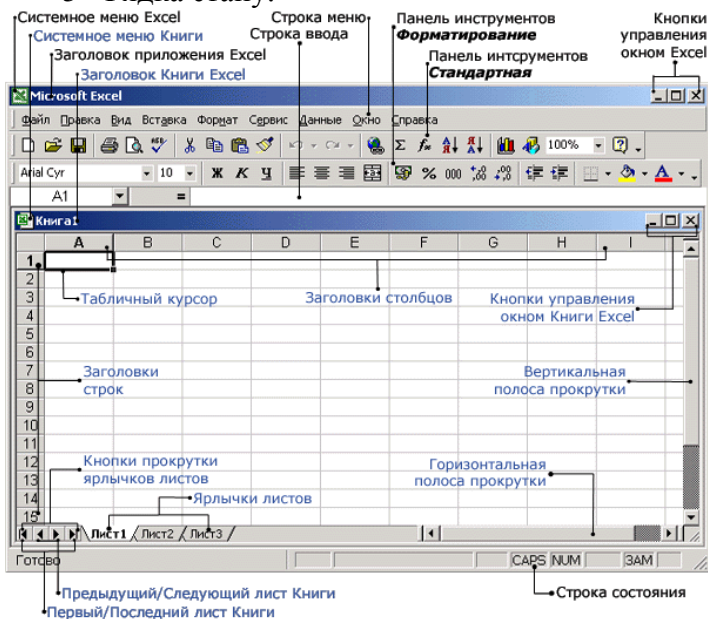 Системное меню Excel
Строка меню
Панель инструментов
Форматирование
Кнопки
управления
окном Excel
Системное меню Книги
Строка ввода
Заголовок приложения Excel
Панель интсрументов
Стандартная
Заголовок Книги Excel
Microsoft Excel
Файл Правка Вид Вставка Формат Сервис Данные Окно Справка
100%
Arial Cyr 10 Ж К Ч % 000
A1 =
Книга1
A B C D E F G H I
1
2
3 Табличный курсор Заголовки столбцов Кнопки управления
4 окном Книги Excel
5
6
7 Заголовки Вертикальная
8 строк полоса прокрутки
9
10
11
12 Кнопки прокрутки Горизонтальная
13 ярлычков листов полоса прокрутки
14 Ярлычки листов
15
Лист1 Лист2 Лист3
Готово CAPS NUM ЗАМ
Предыдущий/Следующий лист Книги Строка состояния
Первый/Последний лист Книги